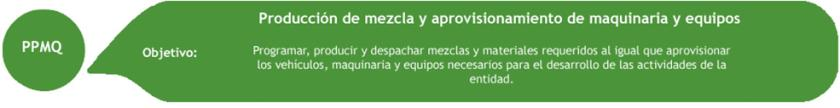 Producción de mezcla y aprovisionamiento de maquinaria y equipos
PPMQ
Objetivo:
Programar, producir y despachar mezclas y materiales requeridos al igual que aprovisionar
los vehículos, maquinaria y equipos necesarios para el desarrollo de las actividades de la
entidad.